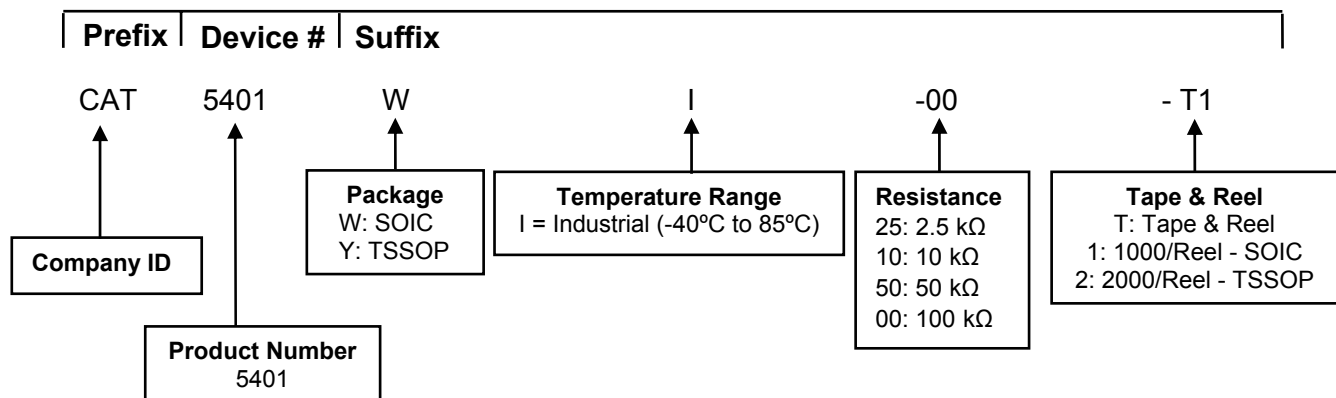 Prefix Device # Suffix
CAT 5401 W I -00 - T1
Company ID
Product Number
5401
Package
W: SOIC
Y: TSSOP
Temperature Range
I = Industrial (-40ºC to 85ºC)
Resistance
25: 2.5 kΩ
10: 10 kΩ
50: 50 kΩ
00: 100 kΩ
Tape & Reel
T: Tape & Reel
1: 1000/Reel - SOIC
2: 2000/Reel - TSSOP